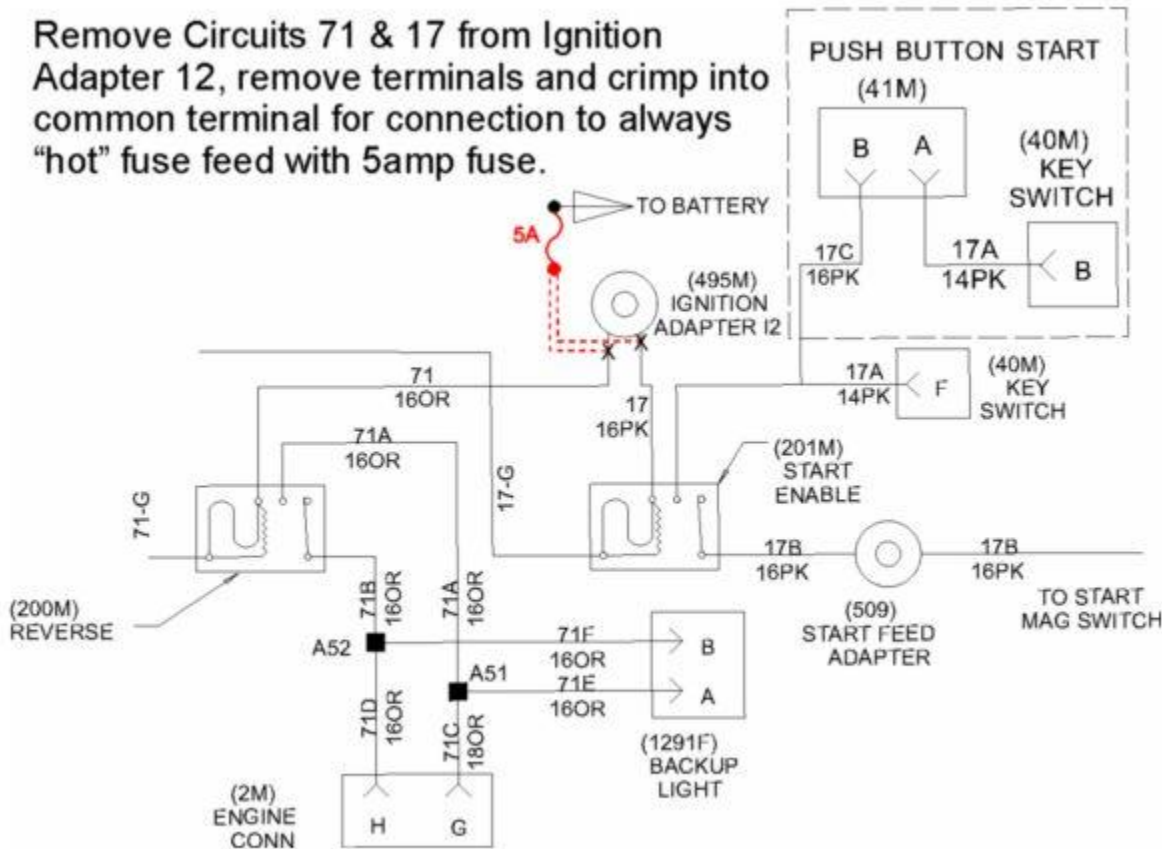 Remove Circuits 71 & 17 from Ignition
Adapter 12, remove terminals and crimp into
common terminal for connection to always
“hot” fuse feed with 5amp fuse.
PUSH BUTTON START
(41M)
B
A
(40M)
KEY
SWITCH
17C
16PK
17A
14PK
B
TO BATTERY
5A
(495M)
IGNITION
ADAPTER I2
71
16OR
17
16PK
17A
14PK
F
(40M)
KEY
SWITCH
71A
16OR
(201M)
START
ENABLE
71-G
17-G
(200M)
REVERSE
71B
16OR
71A
16OR
17B
16PK
17B
16PK
(509)
START FEED
ADAPTER
TO START
MAG SWITCH
A52
71F
16OR
B
A51
71E
16OR
A
71D
16OR
71C
18OR
(1291F)
BACKUP
LIGHT
(2M)
ENGINE
CONN
H
G